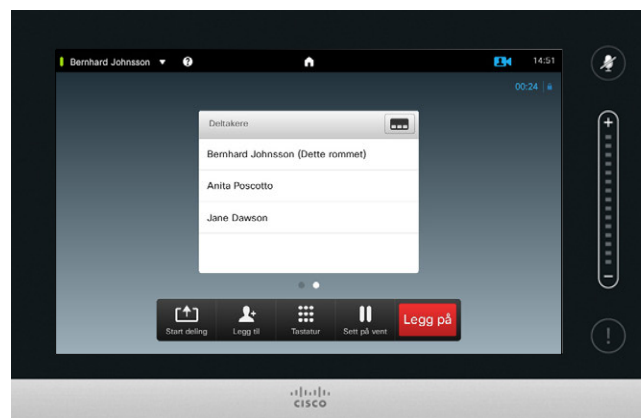 Bernhard Johnsson
?
14:51
00:24
Deltakere
Bernhard Johnsson (Dette rommet)
Anita Poscotto
Jane Dawson
Start deling
Legg til
Tastatur
Sett på vent
Legg på
+
-
!
CISCO